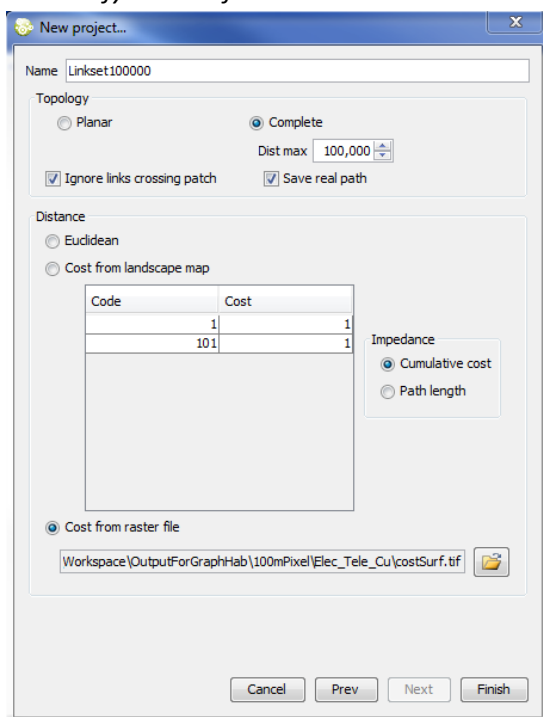 New project...
Name Linkset100000
Topology
Planar Complete
Dist max 100,000
Ignore links crossing patch Save real path
Distance
Euclidean
Cost from landscape map
Code Cost
1 1
101 1
Impedance
Cumulative cost
Path length
Cost from raster file
Workspace\OutputForGraphHab\100mPixel\Elec_Tele_Cu\costSurf.tif
Cancel Prev Next Finish